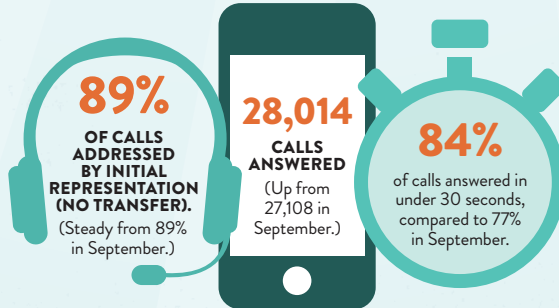 89%
OF CALLS
ADDRESSED
BY INITIAL
REPRESENTATION
(NO TRANSFER).
(Steady from 89%
in September.)
28,014
CALLS
ANSWERED
(Up from
27,108 in
September.)
84%
of calls answered in
under 30 seconds,
compared to 77%
in September.